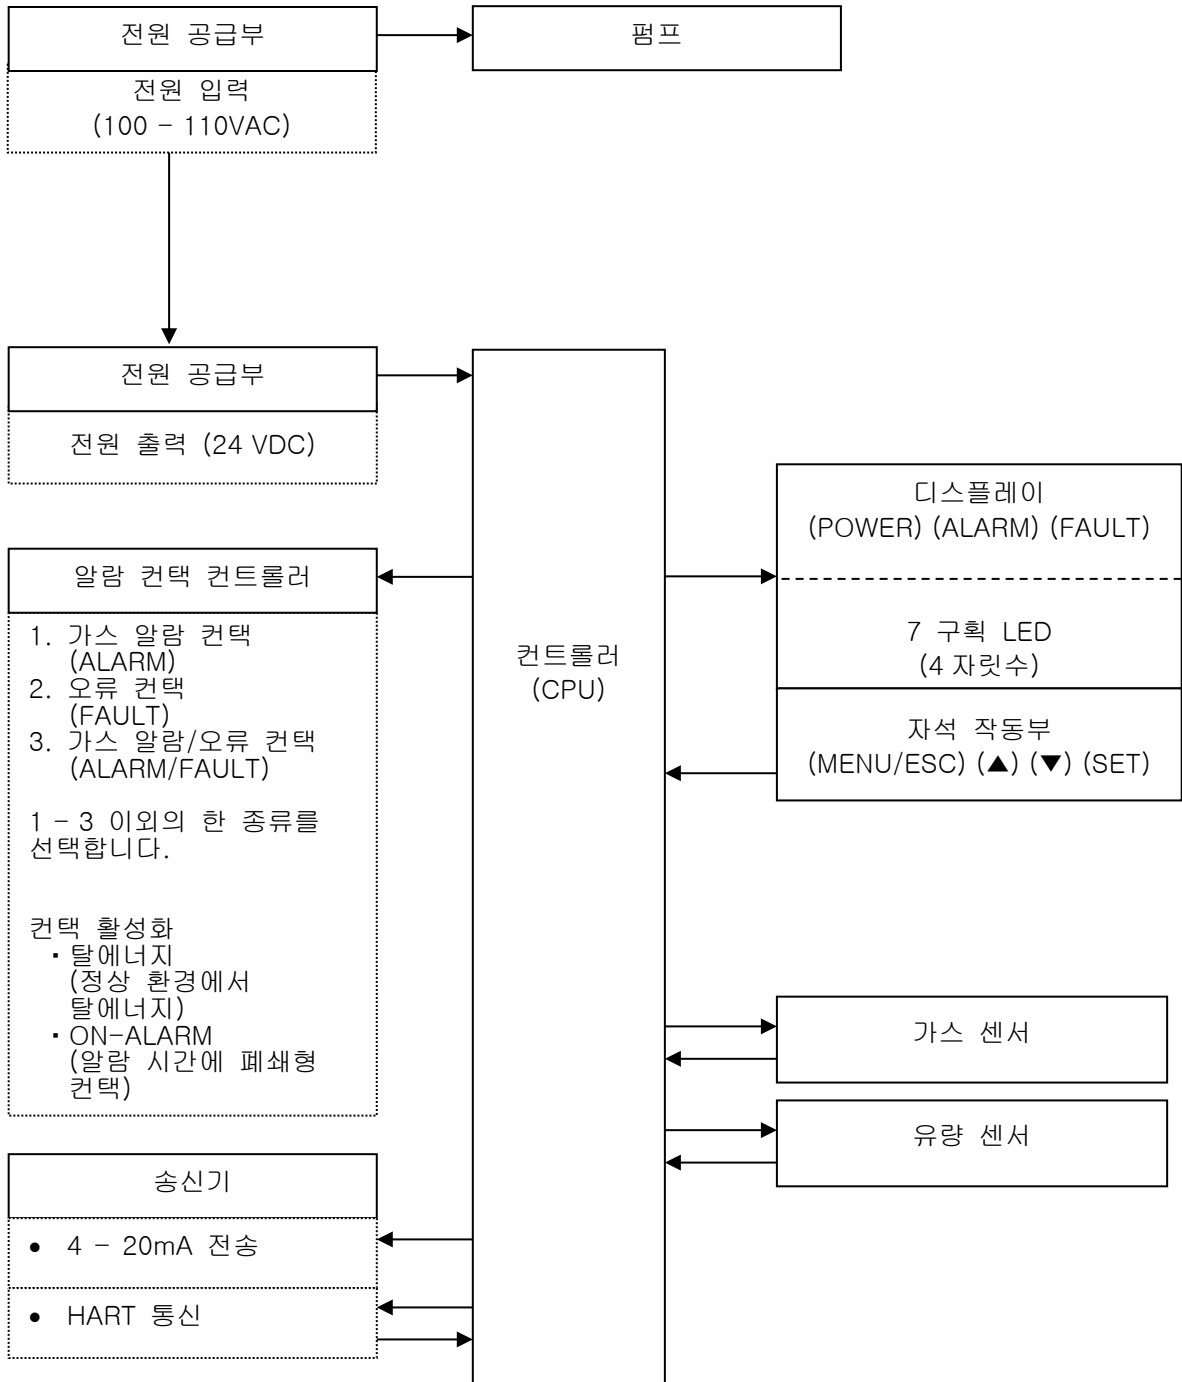 전원 공급부
펌프
전원 입력
(100 – 110VAC)
전원 공급부
전원 출력 (24 VDC)
디스플레이
(POWER) (ALARM) (FAULT)
7 구획 LED
(4 자릿수)
자석 작동부
(MENU/ESC) (▲) (▼) (SET)
컨트롤러
(CPU)
알람 컨택 컨트롤러
1. 가스 알람 컨택
(ALARM)
2. 오류 컨택
(FAULT)
3. 가스 알람/오류 컨택
(ALARM/FAULT)
1 – 3 이외의 한 종류를
선택합니다.
컨택 활성화
・탈에너지
(정상 환경에서
탈에너지)
・ON-ALARM
(알람 시간에 폐쇄형
컨택)
가스 센서
유량 센서
송신기
• 4 – 20mA 전송
• HART 통신